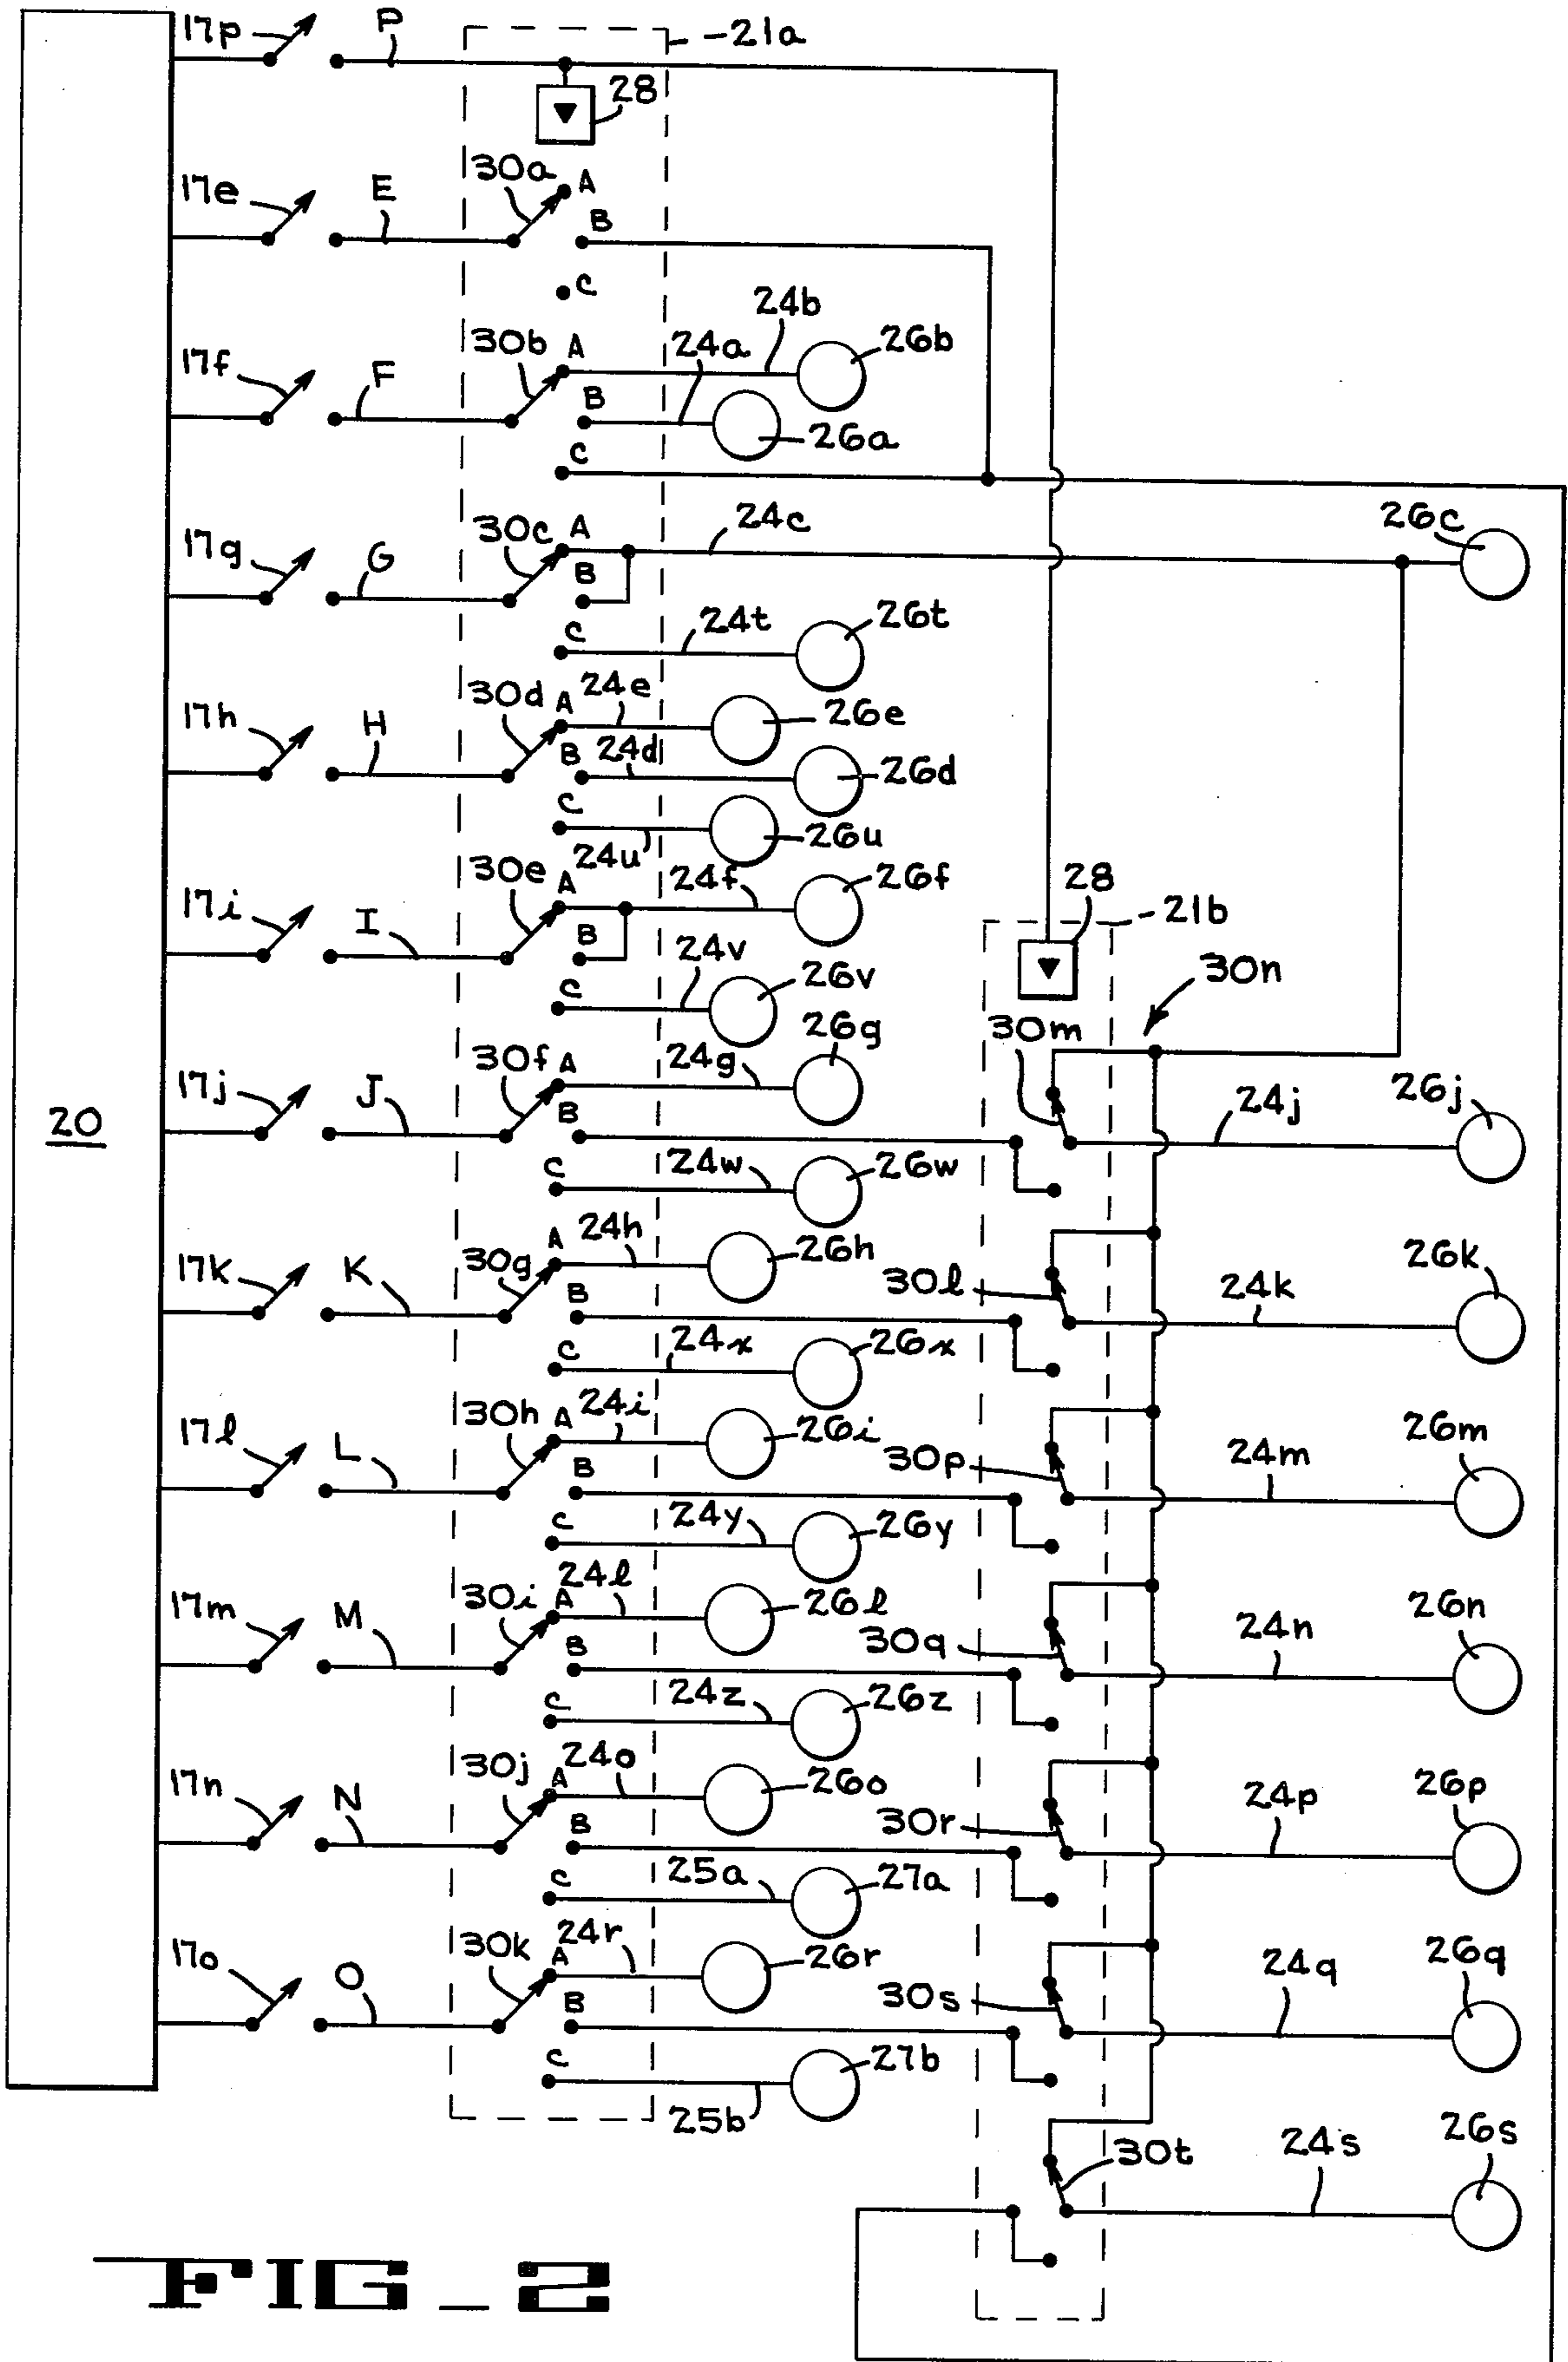 17p P 21a
28
17e E 30a A
B
C
24b
17f F 30b A 24a 26b
B
26a
C
17g G 30c A 24c 26c
B
C 24t 26t
17h H 30d A 24e 26e
B 24d 26d
C
24u 26u
17i I 30e A 24f 26f 28 21b
B
C 24v 26v 30n
17j J 30f A 24g 26g 30m
B 24j 26j
C 24w 26w
17k K 30g A 24h 26h
B 30l 24k 26k
C 24x 26x
17l L 30h A 24i 26i
B 30p 24m 26m
C 24y 26y
17m M 30i A 24l 26l
B 30q 24n 26n
C 24z 26z
17n N 30j A 24o 26o
B 30r 24p 26p
C 25a 27a
17o O 30k A 24r 26r
B 30s 24q 26q
C 27b
25b
30t 24s 26s
20
FIG_2